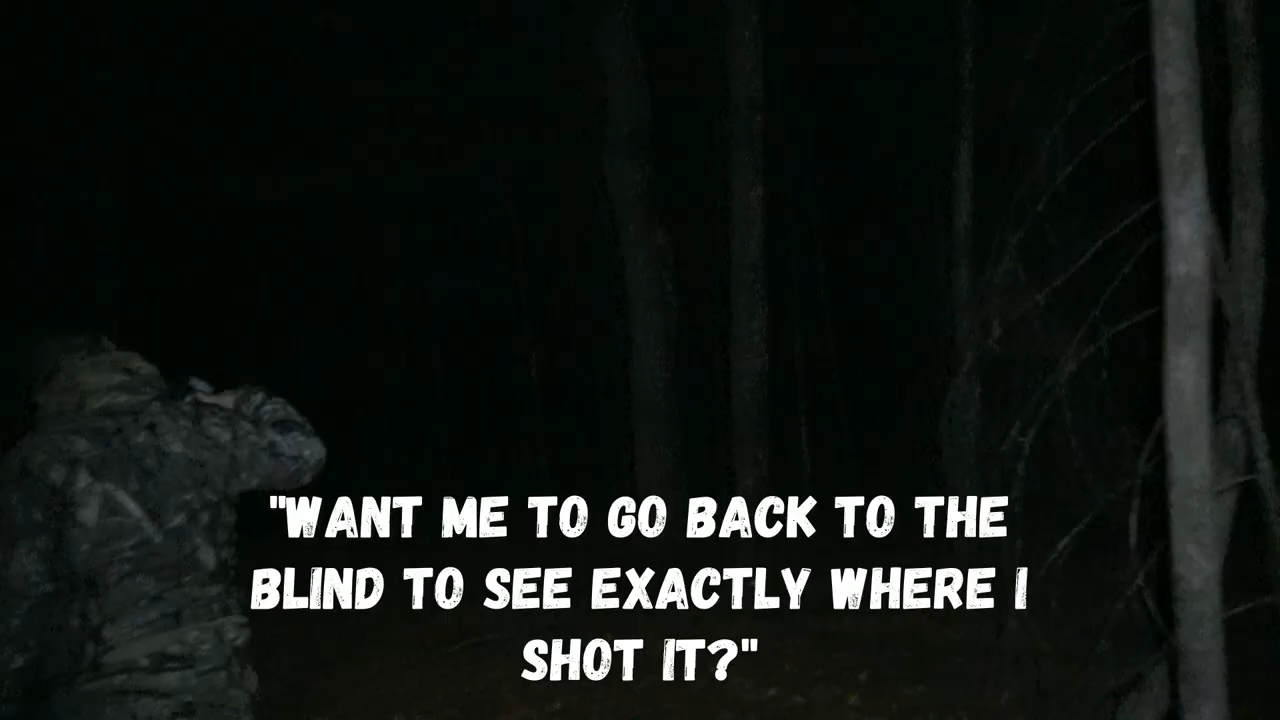 "WANT ME TO GO BACK TO THE
BLIND TO SEE EXACTLY WHERE I
SHOT IT?"